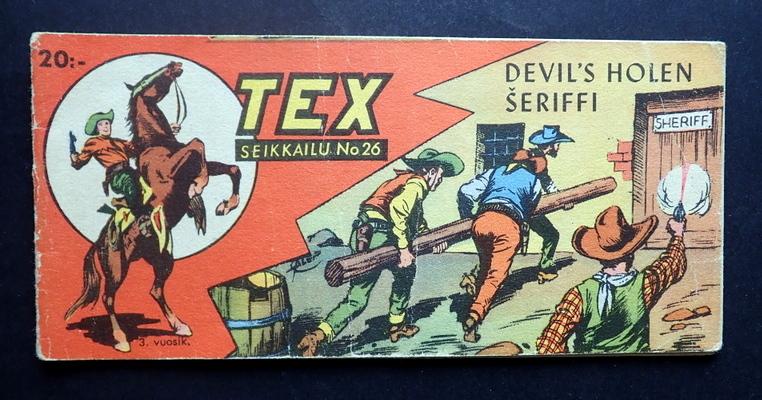 20:-
TEX
SEIKKAILU No 26
DEVIL'S HOLEN
ŠERIFFI
SHERIFF
3. vuosik.